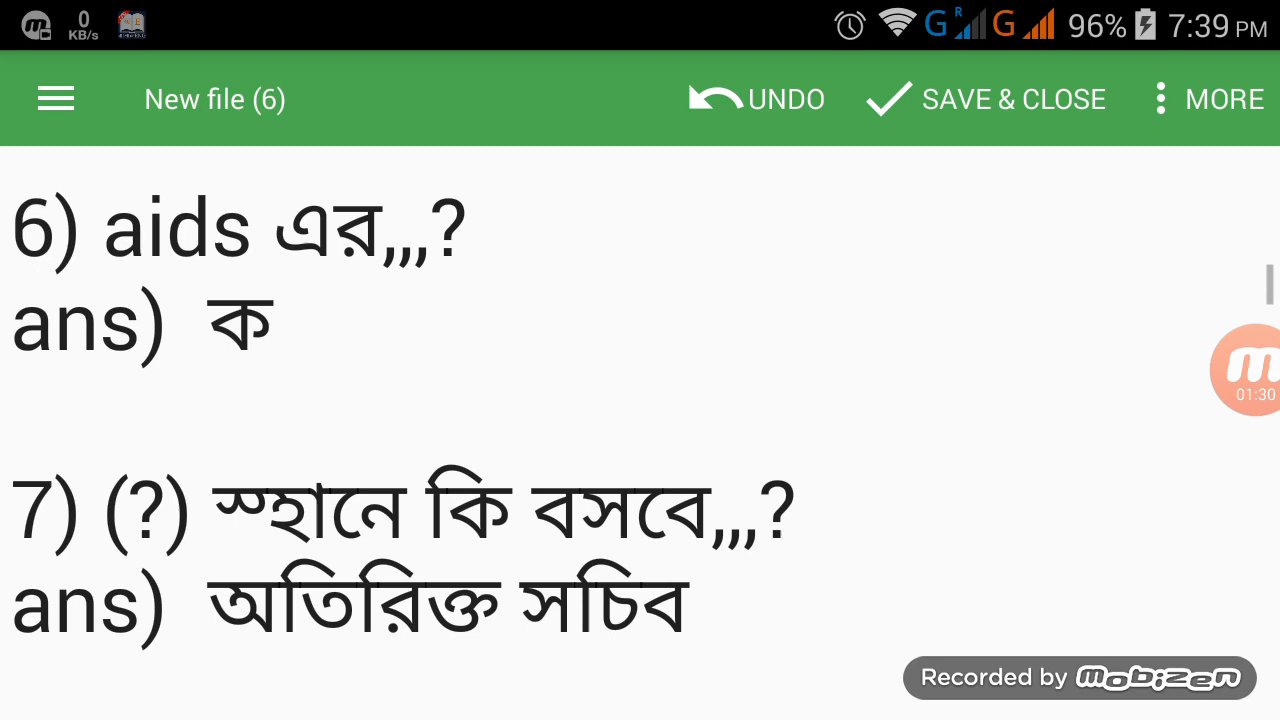 0
KB/s
G R G 96% 7:39 PM
New file (6) UNDO SAVE & CLOSE MORE
6) aids এর,,,?
ans) ক
01:30
7) (?) স্হানে কি বসবে,,,?
ans) অতিরিক্ত সচিব
Recorded by mobizen